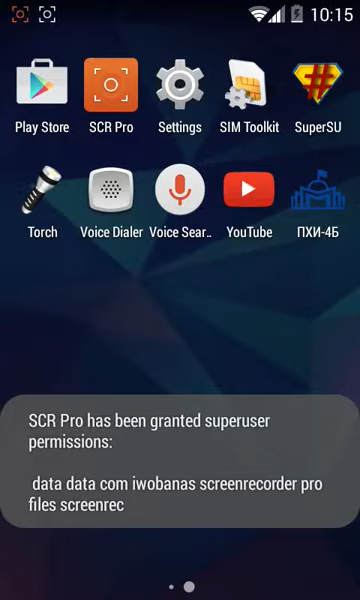 10:15
Play Store
SCR Pro
Settings
SIM Toolkit
SuperSU
Torch
Voice Dialer
Voice Sear..
YouTube
ПХИ-4Б
SCR Pro has been granted superuser
permissions:
data data com iwobanas screenrecorder pro
files screenrec